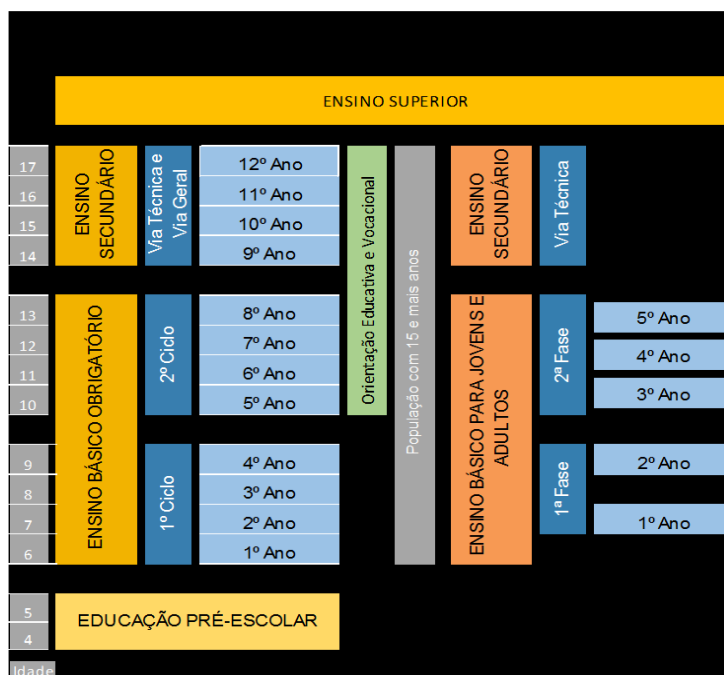 ENSINO SUPERIOR
17
16
15
14
ENSINO
SECUNDÁRIO
Via Técnica e
Via Geral
12º Ano
11º Ano
10º Ano
9º Ano
Orientação Educativa e Vocacional
População com 15 e mais anos
ENSINO
SECUNDÁRIO
Via Técnica
13
12
11
10
ENSINO BÁSICO OBRIGATÓRIO
2º Ciclo
8º Ano
7º Ano
6º Ano
5º Ano
ENSINO BÁSICO PARA JOVENS E
ADULTOS
2ª Fase
5º Ano
4º Ano
3º Ano
9
8
7
6
1º Ciclo
4º Ano
3º Ano
2º Ano
1º Ano
1ª Fase
2º Ano
1º Ano
5
4
EDUCAÇÃO PRÉ-ESCOLAR
Idade